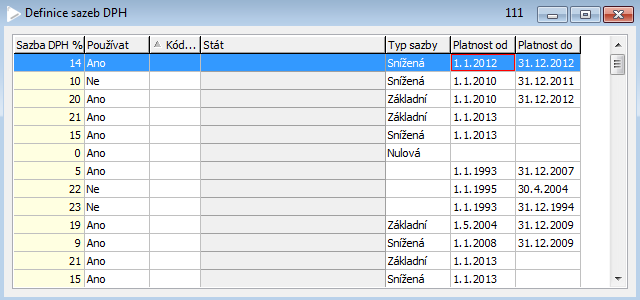 Definice sazeb DPH 111
Sazba DPH % Používat Kód... Stát Typ sazby Platnost od Platnost do
14 Ano Snížená 1.1.2012 31.12.2012
10 Ne Snížená 1.1.2010 31.12.2011
20 Ano Základní 1.1.2010 31.12.2012
21 Ano Základní 1.1.2013
15 Ano Snížená 1.1.2013
0 Ano Nulová
5 Ano 1.1.1993 31.12.2007
22 Ne 1.1.1995 30.4.2004
23 Ne 1.1.1993 31.12.1994
19 Ano Základní 1.5.2004 31.12.2009
9 Ano Snížená 1.1.2008 31.12.2009
21 Ano Základní 1.1.2013
15 Ano Snížená 1.1.2013